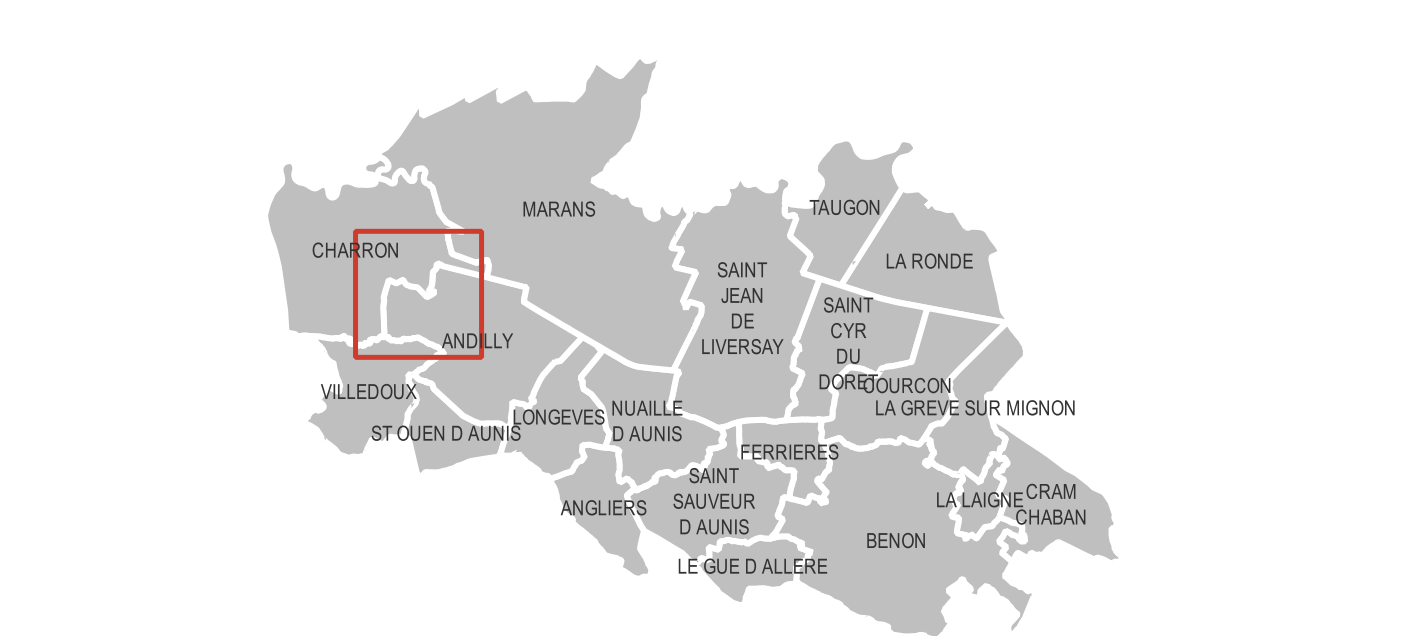 TAUGON
MARANS
CHARRON
LA RONDE
SAINT
JEAN
DE
LIVERSAY
SAINT
CYR
DU
DORET
ANDILLY
COURCON
VILLEDOUX
LA GREVE SUR MIGNON
LONGEVES
NUAILLE
D AUNIS
ST OUEN D AUNIS
FERRIERES
SAINT
SAUVEUR
D AUNIS
ANGLIERS
LA LAIGNE
CRAM
CHABAN
BENON
LE GUE D ALLERE